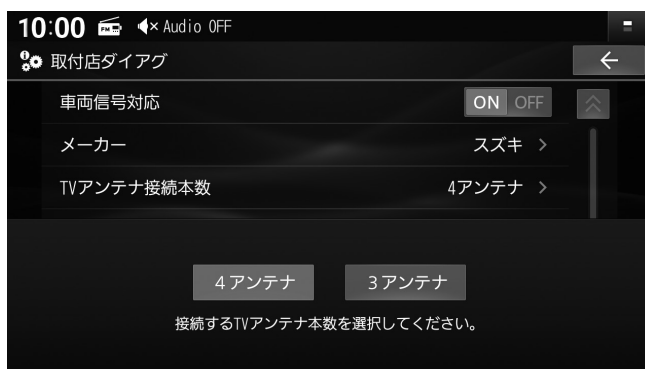 10:00 FM Audio OFF
取付店ダイアグ
車両信号対応 ON OFF
メーカー スズキ
TVアンテナ接続本数 4アンテナ
4アンテナ 3アンテナ
接続するTVアンテナ本数を選択してください。